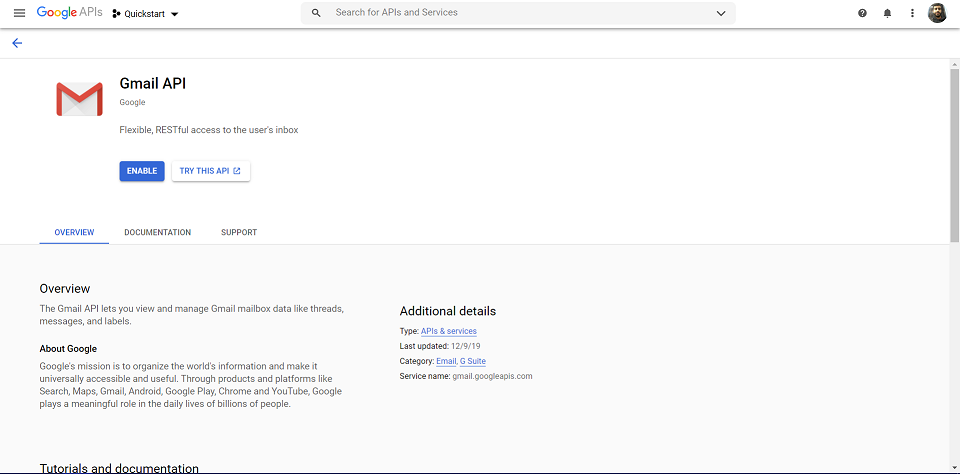 Google APIs Quickstart Search for APIs and Services
Gmail API
Google
Flexible, RESTful access to the user's inbox
ENABLE TRY THIS API
OVERVIEW DOCUMENTATION SUPPORT
Overview
The Gmail API lets you view and manage Gmail mailbox data like threads,
messages, and labels.
About Google
Google's mission is to organize the world's information and make it
universally accessible and useful. Through products and platforms like
Search, Maps, Gmail, Android, Google Play, Chrome and YouTube, Google
plays a meaningful role in the daily lives of billions of people.
Additional details
Type: APIs & services
Last updated: 12/9/19
Category: Email, G Suite
Service name: gmail.googleapis.com
Tutorials and documentation